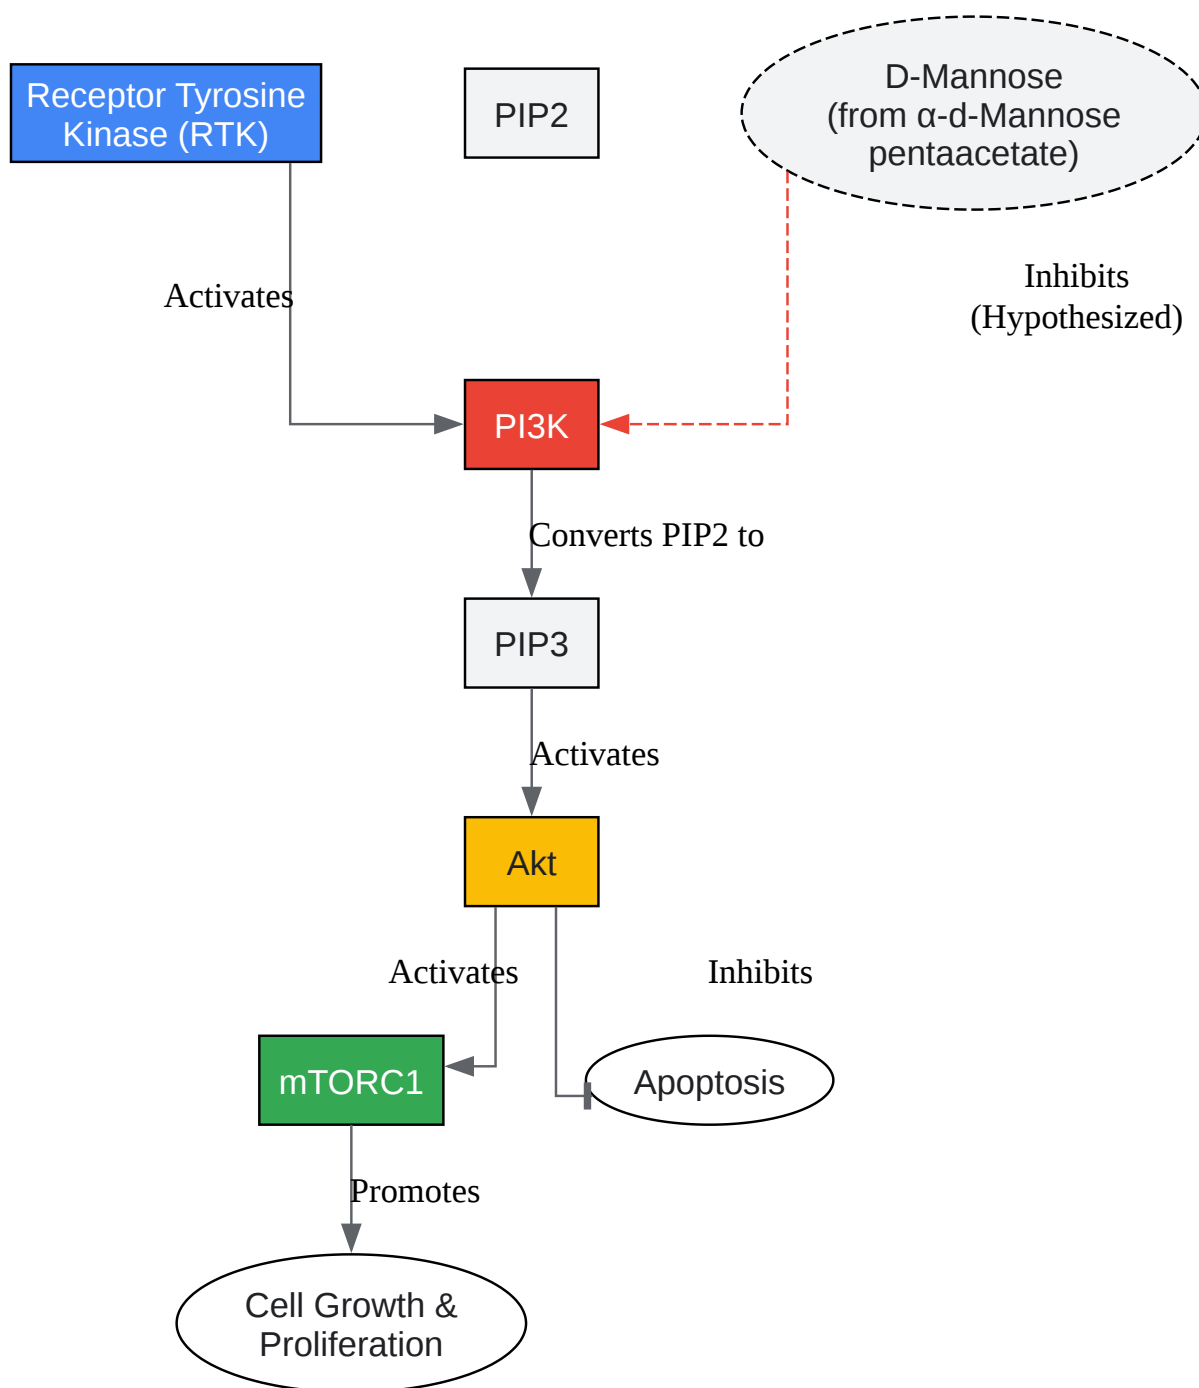 Receptor Tyrosine
Kinase (RTK)
PIP2
D-Mannose
(from α-d-Mannose
pentaacetate)
Activates
Inhibits
(Hypothesized)
PI3K
Converts PIP2 to
PIP3
Activates
Akt
Activates
Inhibits
mTORC1
Apoptosis
Promotes
Cell Growth &
Proliferation